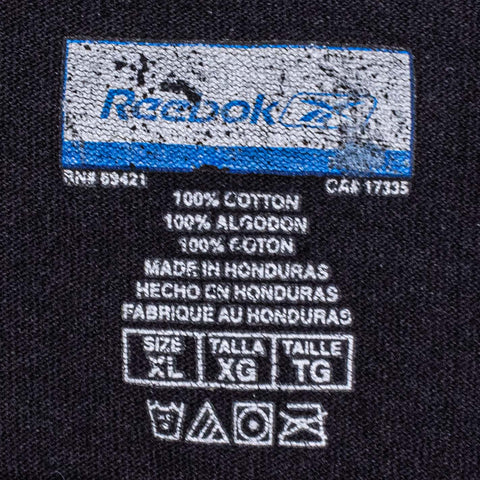 Reebok
RN# 63421 CA# 17335
100% COTTON
100% ALGODON
100% COTON
MADE IN HONDURAS
HECHO EN HONDURAS
FABRIQUE AU HONDURAS
SIZE TALLA TAILLE
XL XG TG